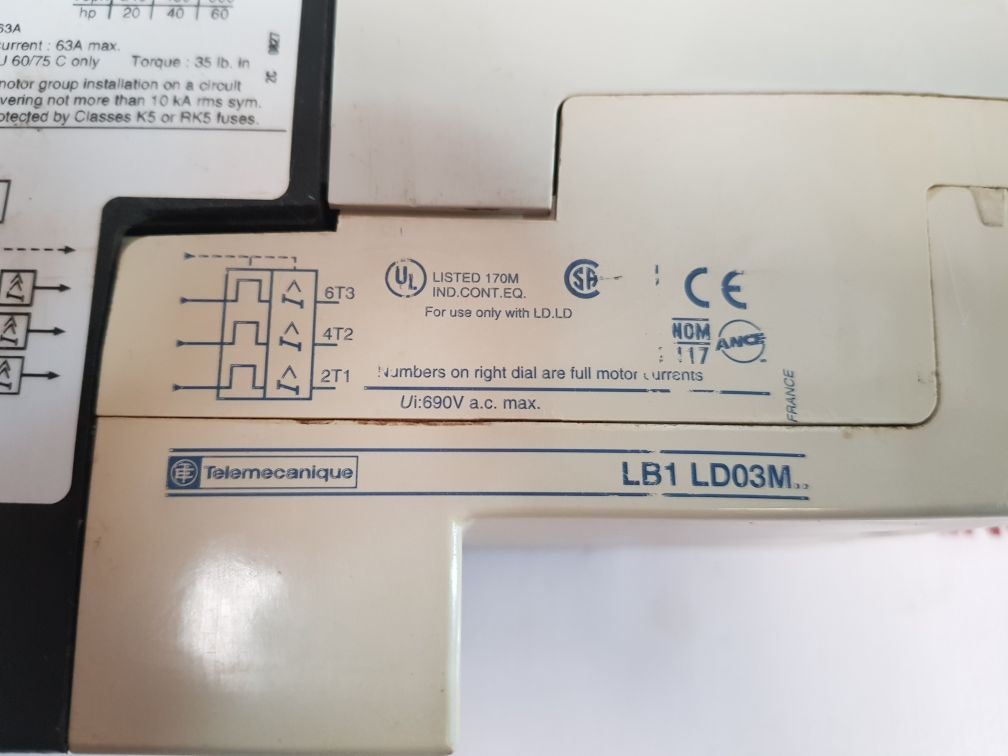 hp 20 40 60
63A
current : 63A max.
U 60/75 C only Torque : 35 lb. in
motor group installation on a circuit
vering not more than 10 kA rms sym.
otected by Classes K5 or RK5 fuses.
6T3
4T2
2T1
UL LISTED 170M
IND.CONT.EQ.
For use only with LD.LD
CE
NOM
117
ANCE
Numbers on right dial are full motor currents
Ui:690V a.c. max.
FRANCE
Telemecanique
LB1 LD03M..